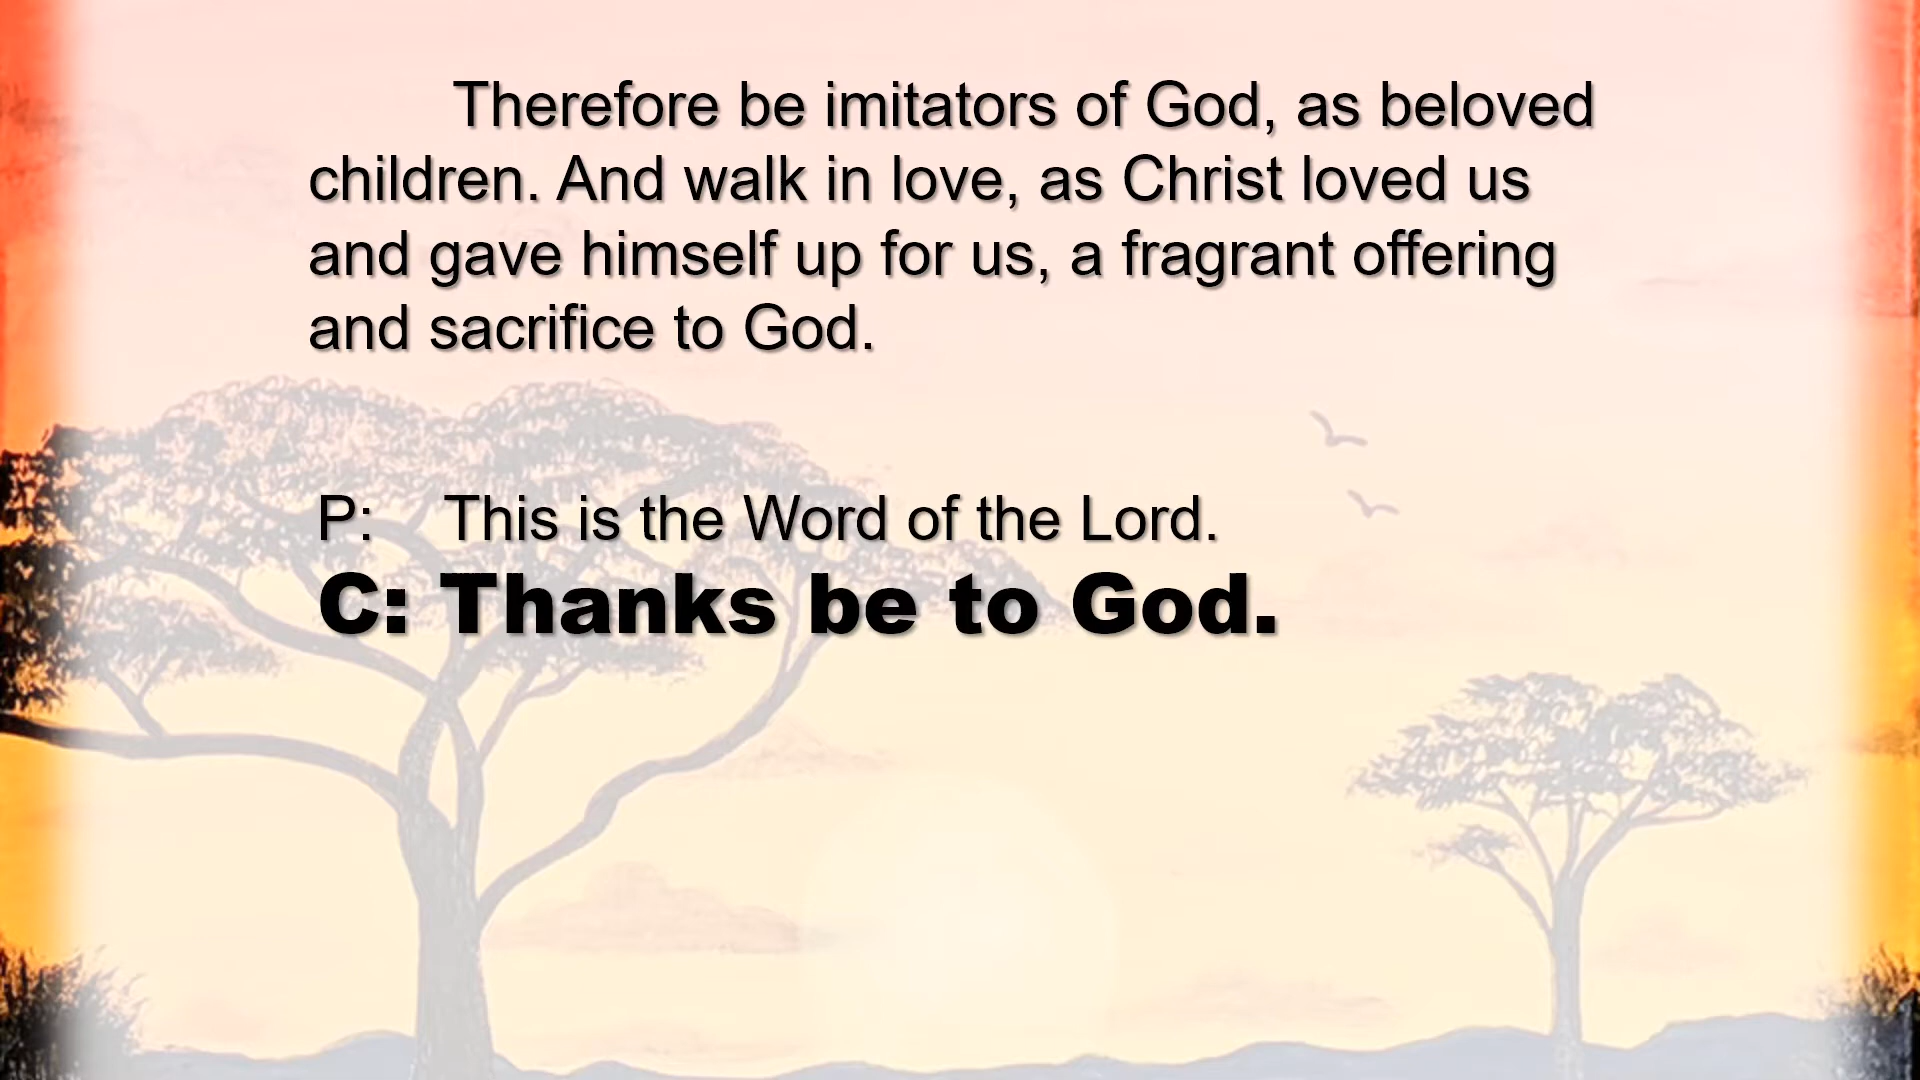 Therefore be imitators of God, as beloved
children. And walk in love, as Christ loved us
and gave himself up for us, a fragrant offering
and sacrifice to God.
P: This is the Word of the Lord.
C: Thanks be to God.